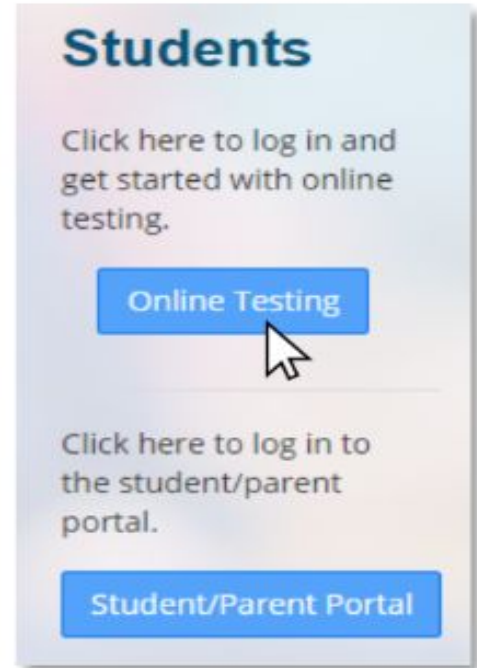 Students
Click here to log in and
get started with online
testing.
Online Testing
Click here to log in to
the student/parent
portal.
Student/Parent Portal